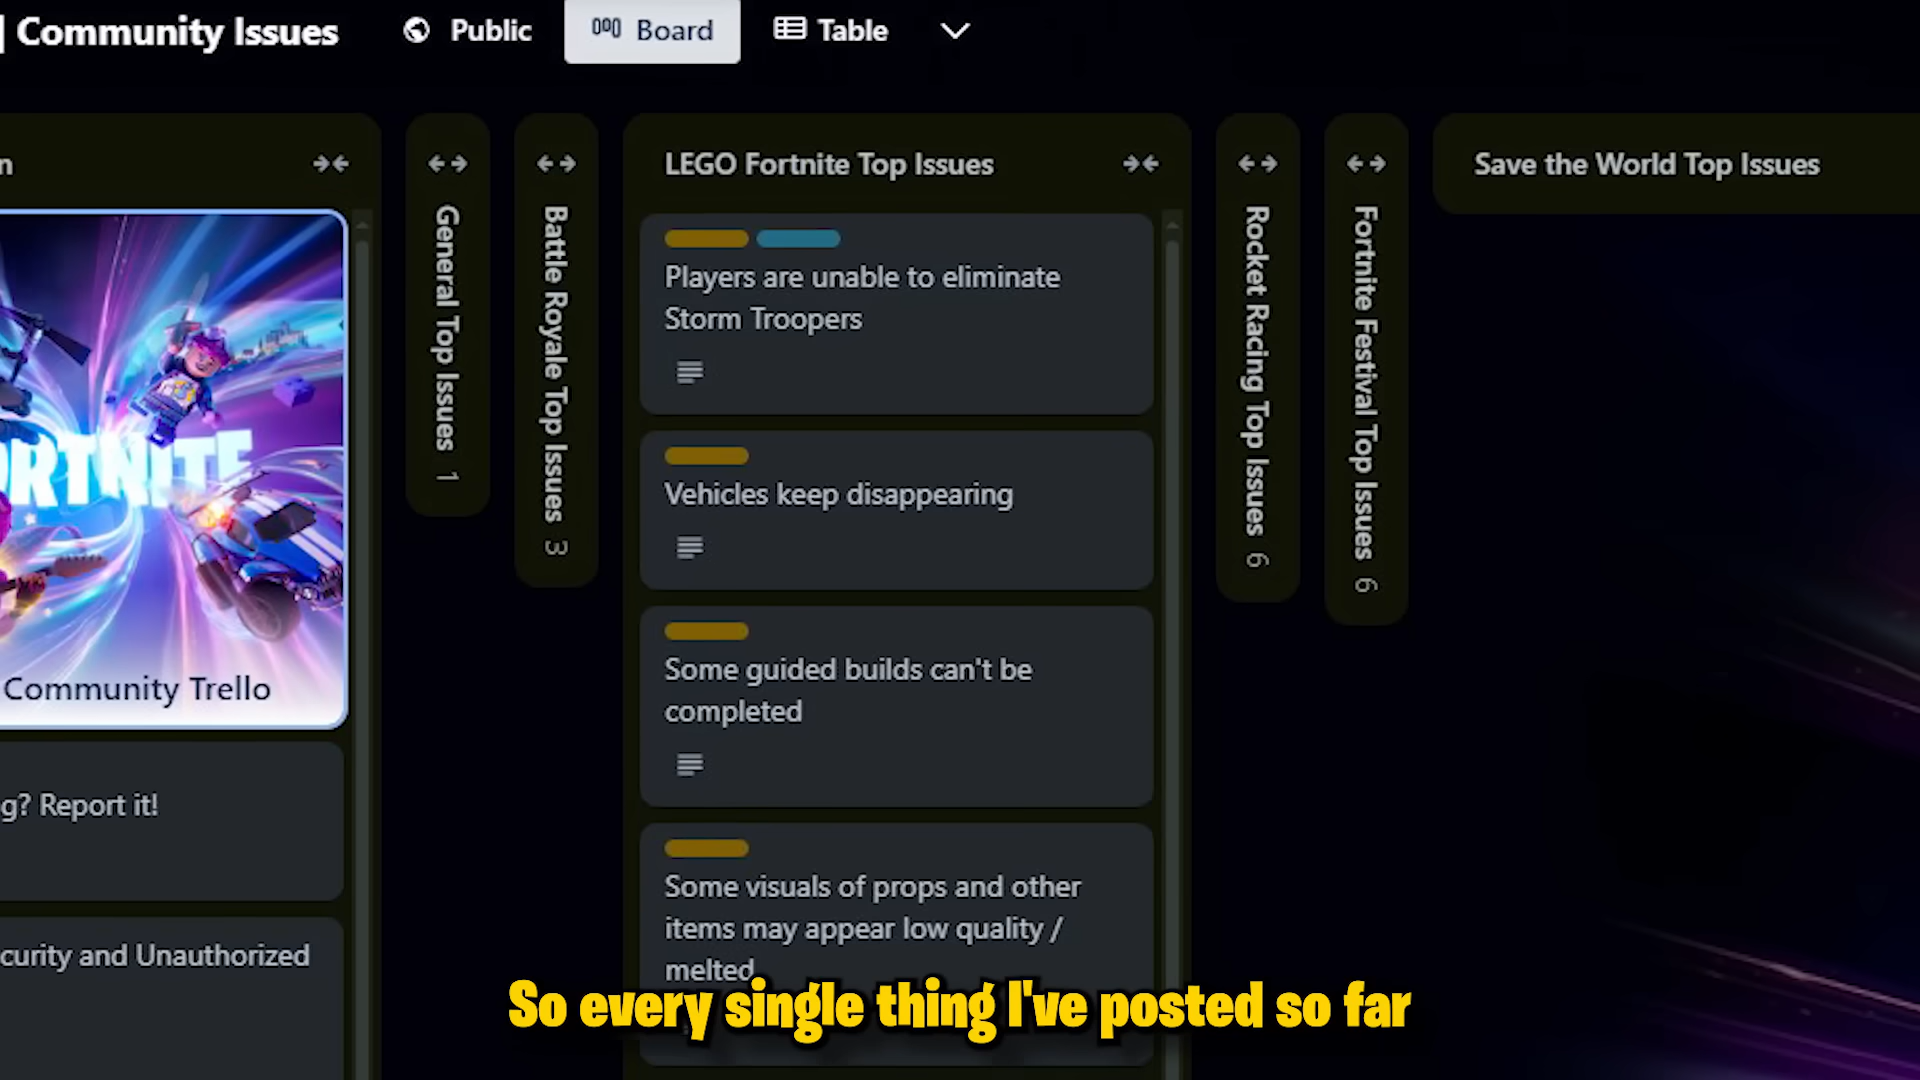 Community Issues
Public
Board
Table
n
ORTNITE
Community Trello
g? Report it!
curity and Unauthorized
General Top Issues 1
Battle Royale Top Issues 3
LEGO Fortnite Top Issues
Players are unable to eliminate
Storm Troopers
Vehicles keep disappearing
Some guided builds can't be
completed
Some visuals of props and other
items may appear low quality /
melted
Rocket Racing Top Issues 6
Fortnite Festival Top Issues 6
Save the World Top Issues
So every single thing I've posted so far